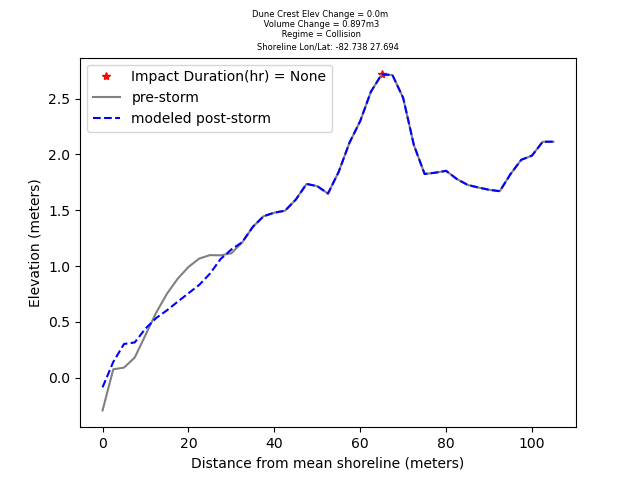 Dune Crest Elev Change = 0.0m
Volume Change = 0.897m3
Regime = Collision
Shoreline Lon/Lat: -82.738 27.694
Impact Duration(hr) = None
pre-storm
modeled post-storm
Elevation (meters)
2.5
2.0
1.5
1.0
0.5
0.0
0 20 40 60 80 100
Distance from mean shoreline (meters)